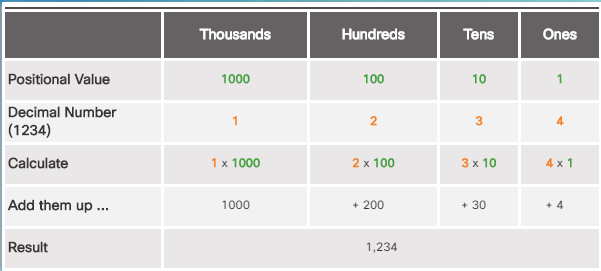 Thousands Hundreds Tens Ones
Positional Value 1000 100 10 1
Decimal Number
(1234) 1 2 3 4
Calculate 1 x 1000 2 x 100 3 x 10 4 x 1
Add them up ... 1000 + 200 + 30 + 4
Result 1,234